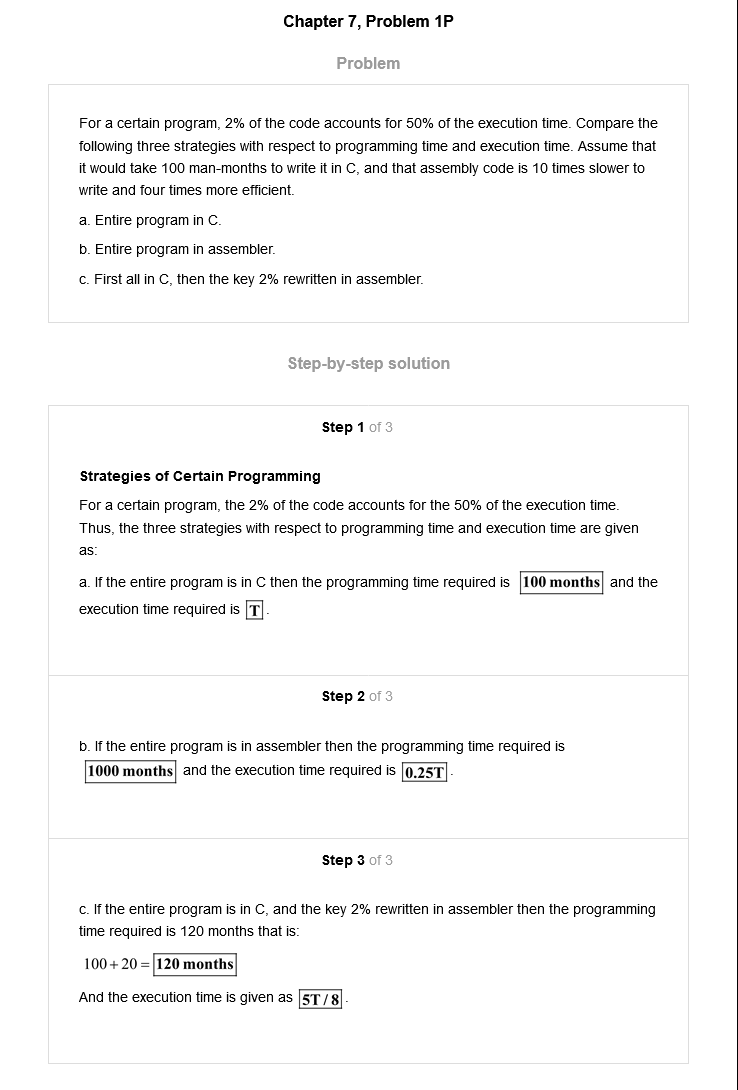 Chapter 7, Problem 1P
Problem
For a certain program, 2% of the code accounts for 50% of the execution time. Compare the
following three strategies with respect to programming time and execution time. Assume that
it would take 100 man-months to write it in C, and that assembly code is 10 times slower to
write and four times more efficient.
a. Entire program in C.
b. Entire program in assembler.
c. First all in C, then the key 2% rewritten in assembler.
Step-by-step solution
Step 1 of 3
Strategies of Certain Programming
For a certain program, the 2% of the code accounts for the 50% of the execution time.
Thus, the three strategies with respect to programming time and execution time are given
as:
a. If the entire program is in C then the programming time required is 100 months and the
execution time required is T.
Step 2 of 3
b. If the entire program is in assembler then the programming time required is
1000 months and the execution time required is 0.25T.
Step 3 of 3
c. If the entire program is in C, and the key 2% rewritten in assembler then the programming
time required is 120 months that is:
100 + 20 = 120 months
And the execution time is given as 5T / 8.